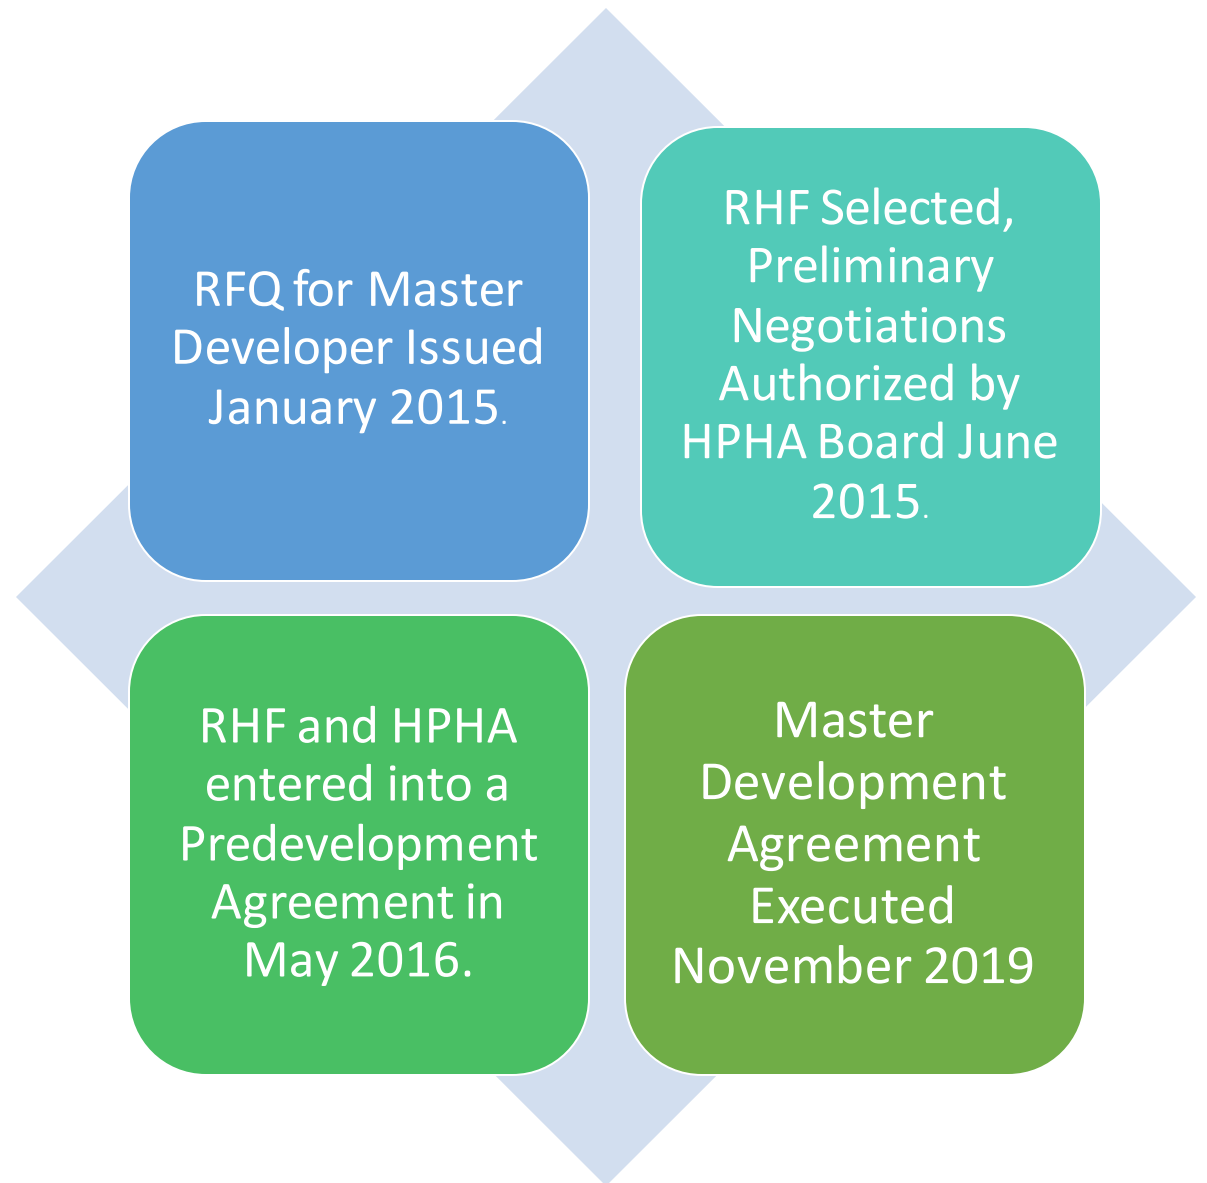 RFQ for Master
Developer Issued
January 2015.
RHF Selected,
Preliminary
Negotiations
Authorized by
HPHA Board June
2015.
RHF and HPHA
entered into a
Predevelopment
Agreement in
May 2016.
Master
Development
Agreement
Executed
November 2019